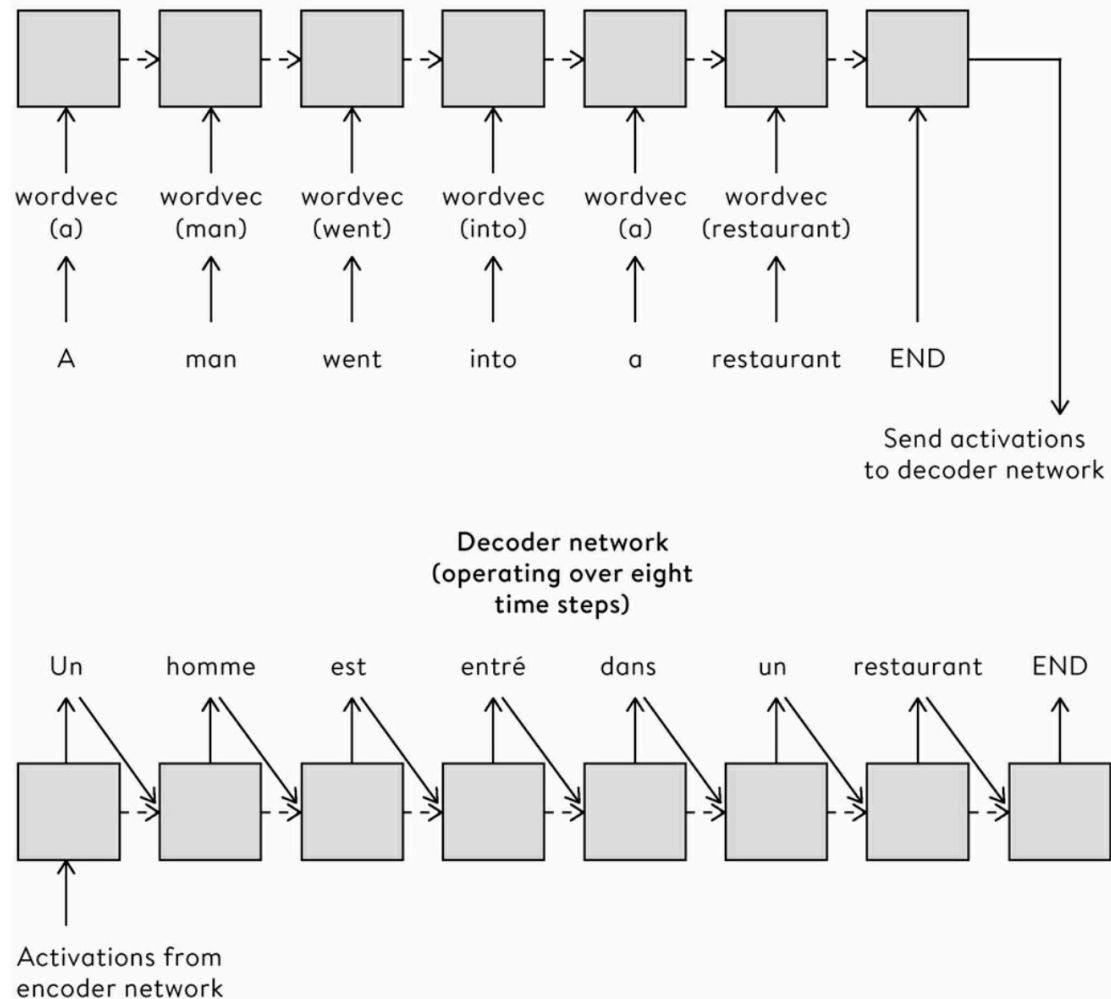 wordvec wordvec wordvec wordvec wordvec wordvec
(a) (man) (went) (into) (a) (restaurant)
A man went into a restaurant END
Send activations
to decoder network
Decoder network
(operating over eight
time steps)
Un homme est entré dans un restaurant END
Activations from
encoder network